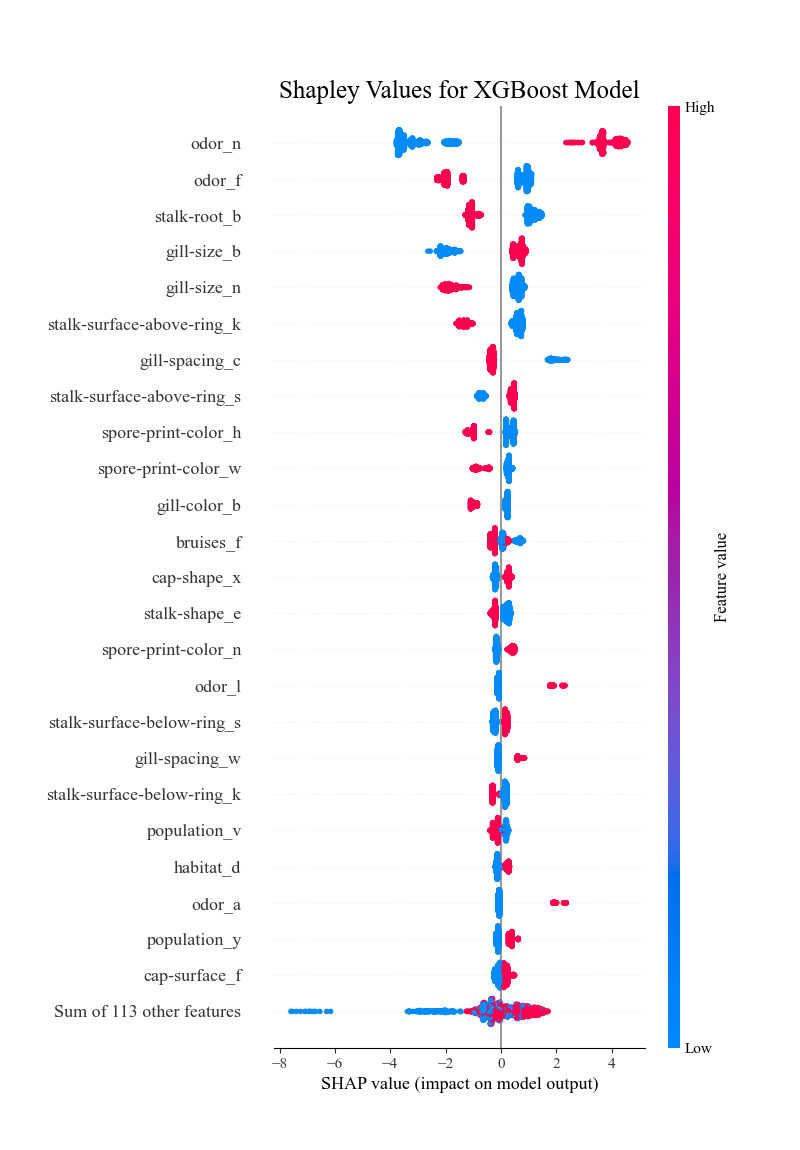 Shapley Values for XGBoost Model
High
odor_n
odor_f
stalk-root_b
gill-size_b
gill-size_n
stalk-surface-above-ring_k
gill-spacing_c
stalk-surface-above-ring_s
spore-print-color_h
spore-print-color_w
gill-color_b
bruises_f
cap-shape_x
stalk-shape_e
spore-print-color_n
odor_l
stalk-surface-below-ring_s
gill-spacing_w
stalk-surface-below-ring_k
population_v
habitat_d
odor_a
population_y
cap-surface_f
Sum of 113 other features
Feature value
Low
−8 −6 −4 −2 0 2 4
SHAP value (impact on model output)